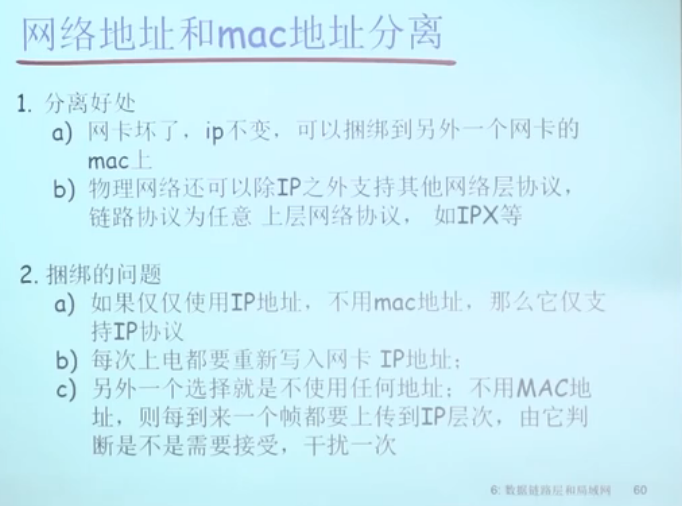 网络地址和mac地址分离
1. 分离好处
a) 网卡坏了，ip不变，可以捆绑到另外一个网卡的
mac上
b) 物理网络还可以除IP之外支持其他网络层协议，
链路协议为任意 上层网络协议， 如IPX等
2. 捆绑的问题
a) 如果仅仅使用IP地址，不用mac地址，那么它仅支
持IP协议
b) 每次上电都要重新写入网卡 IP地址；
c) 另外一个选择就是不使用任何地址；不用MAC地
址，则每到来一个帧都要上传到IP层次，由它判
断是不是需要接受，干扰一次
6: 数据链路层和局域网 60